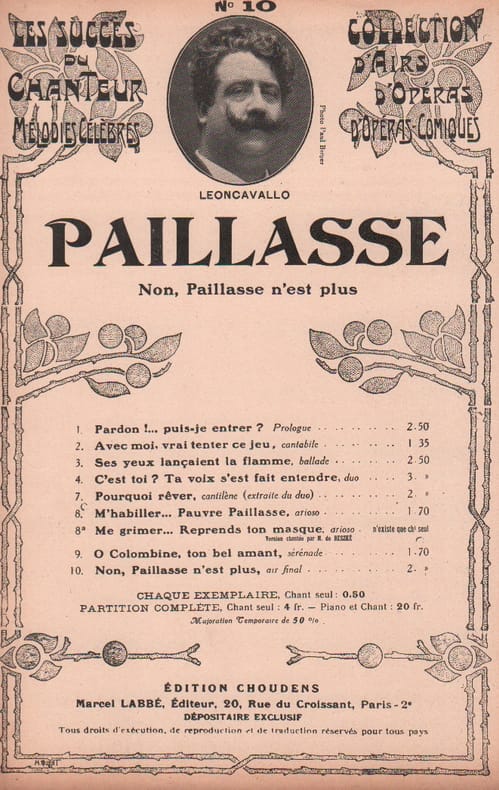 No 10
LES SUCCÈS
DU
CHANTEUR
MÉLODIES CÉLÈBRES
COLLECTION
D'AIRS
D'OPÉRAS
D'OPÉRAS-COMIQUES
Photo Paul Berger
LEONCAVALLO
PAILLASSE
Non, Paillasse n'est plus
1. Pardon !... puis-je entrer ? Prologue . . . . . . . . . . 2.50
2. Avec moi, vrai tenter ce jeu, cantabile . . . . . . . . 1 35
3. Ses yeux lançaient la flamme, ballade . . . . . . . . 2 50
4. C'est toi ? Ta voix s'est fait entendre, duo . . . . 3 »
7. Pourquoi rêver, cantilène (extraite du duo) . . . . . 2 »
8. M'habiller... Pauvre Paillasse, arioso . . . . . . . 1 70
8ª Me grimer... Reprends ton masque, arioso . n'existe que cht seul
Version chantée par M. de RESZKÉ
9. O Colombine, ton bel amant, sérénade . . . . . . . 1.70
10. Non, Paillasse n'est plus, air final . . . . . . . . . 2. »
CHAQUE EXEMPLAIRE, Chant seul : 0.50
PARTITION COMPLÈTE, Chant seul : 4 fr. — Piano et Chant : 20 fr.
Majoration Temporaire de 50 %.
ÉDITION CHOUDENS
Marcel LABBÉ, Éditeur, 20, Rue du Croissant, Paris - 2e
DÉPOSITAIRE EXCLUSIF
Tous droits d'exécution, de reproduction et de traduction réservés pour tous pays